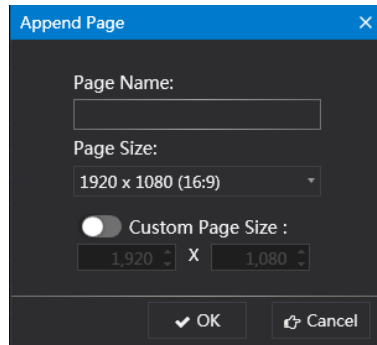 Append Page
Page Name:
Page Size:
1920 x 1080 (16:9)
Custom Page Size :
1,920 X 1,080
OK Cancel